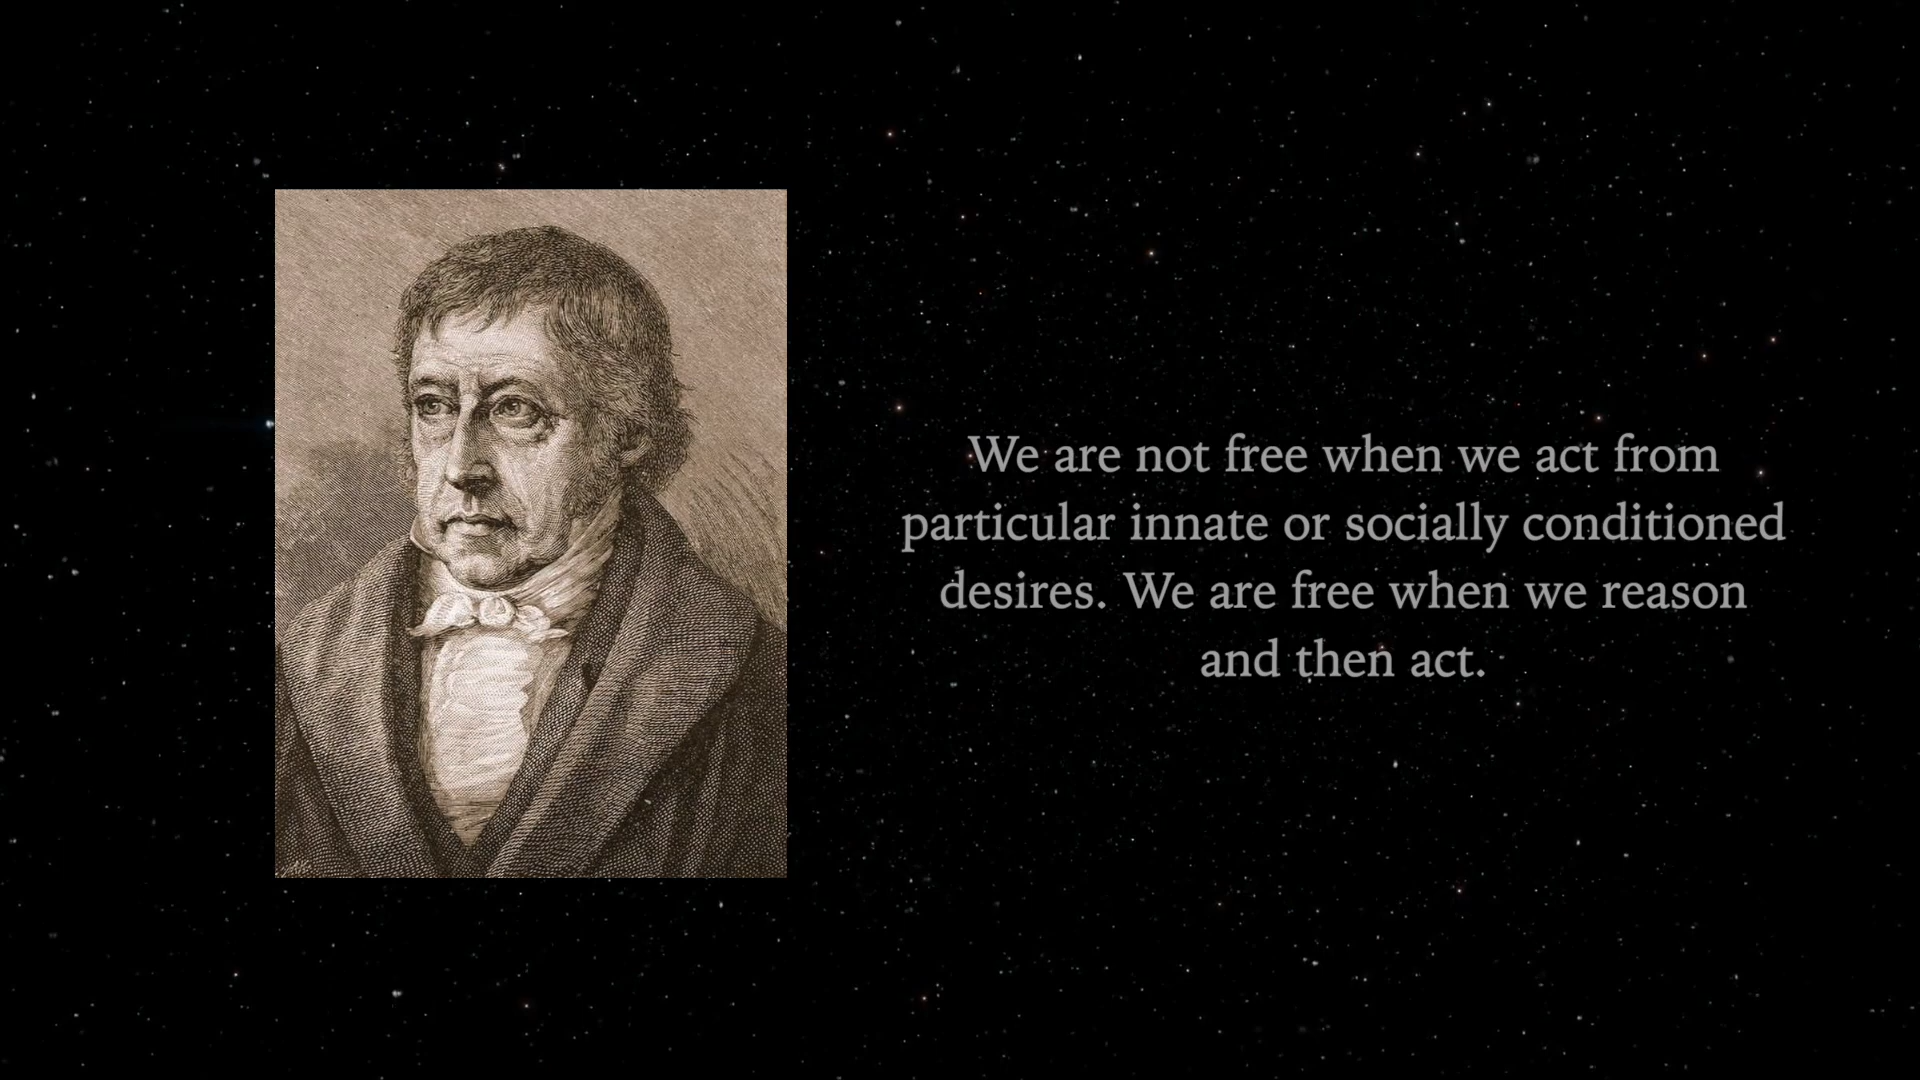 We are not free when we act from
particular innate or socially conditioned
desires. We are free when we reason
and then act.